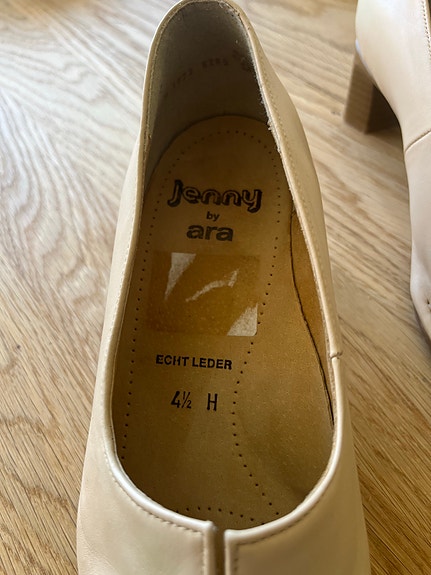 Jenny
by
ara
ECHT LEDER
4½ H